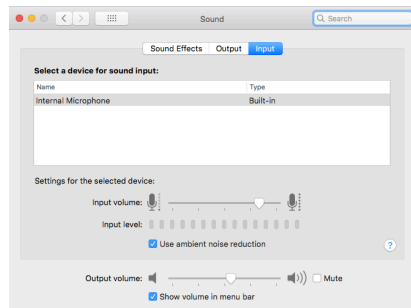 Sound
Search
Sound Effects Output Input
Select a device for sound input:
Name Type
Internal Microphone Built-in
Settings for the selected device:
Input volume:
Input level:
Use ambient noise reduction
?
Output volume: Mute
Show volume in menu bar